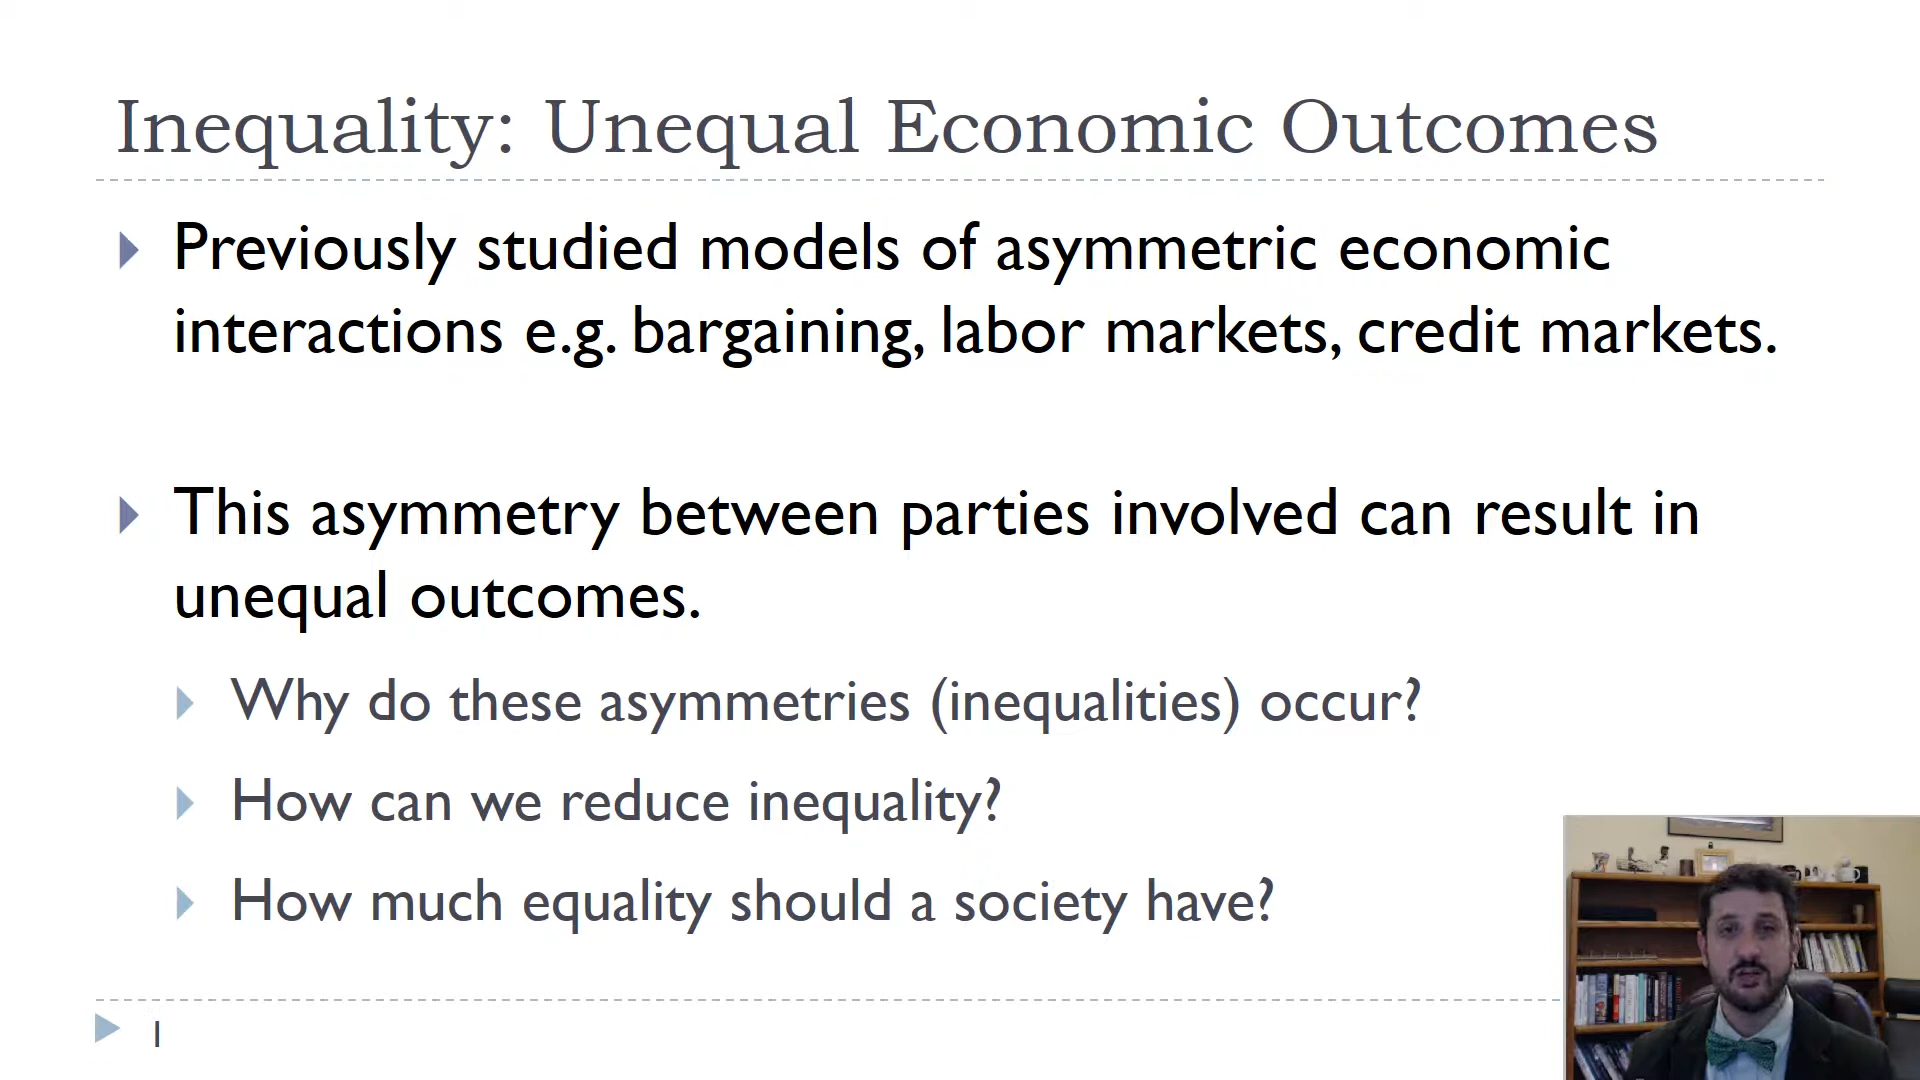 Inequality: Unequal Economic Outcomes
Previously studied models of asymmetric economic
interactions e.g. bargaining, labor markets, credit markets.
This asymmetry between parties involved can result in
unequal outcomes.
Why do these asymmetries (inequalities) occur?
How can we reduce inequality?
How much equality should a society have?
1